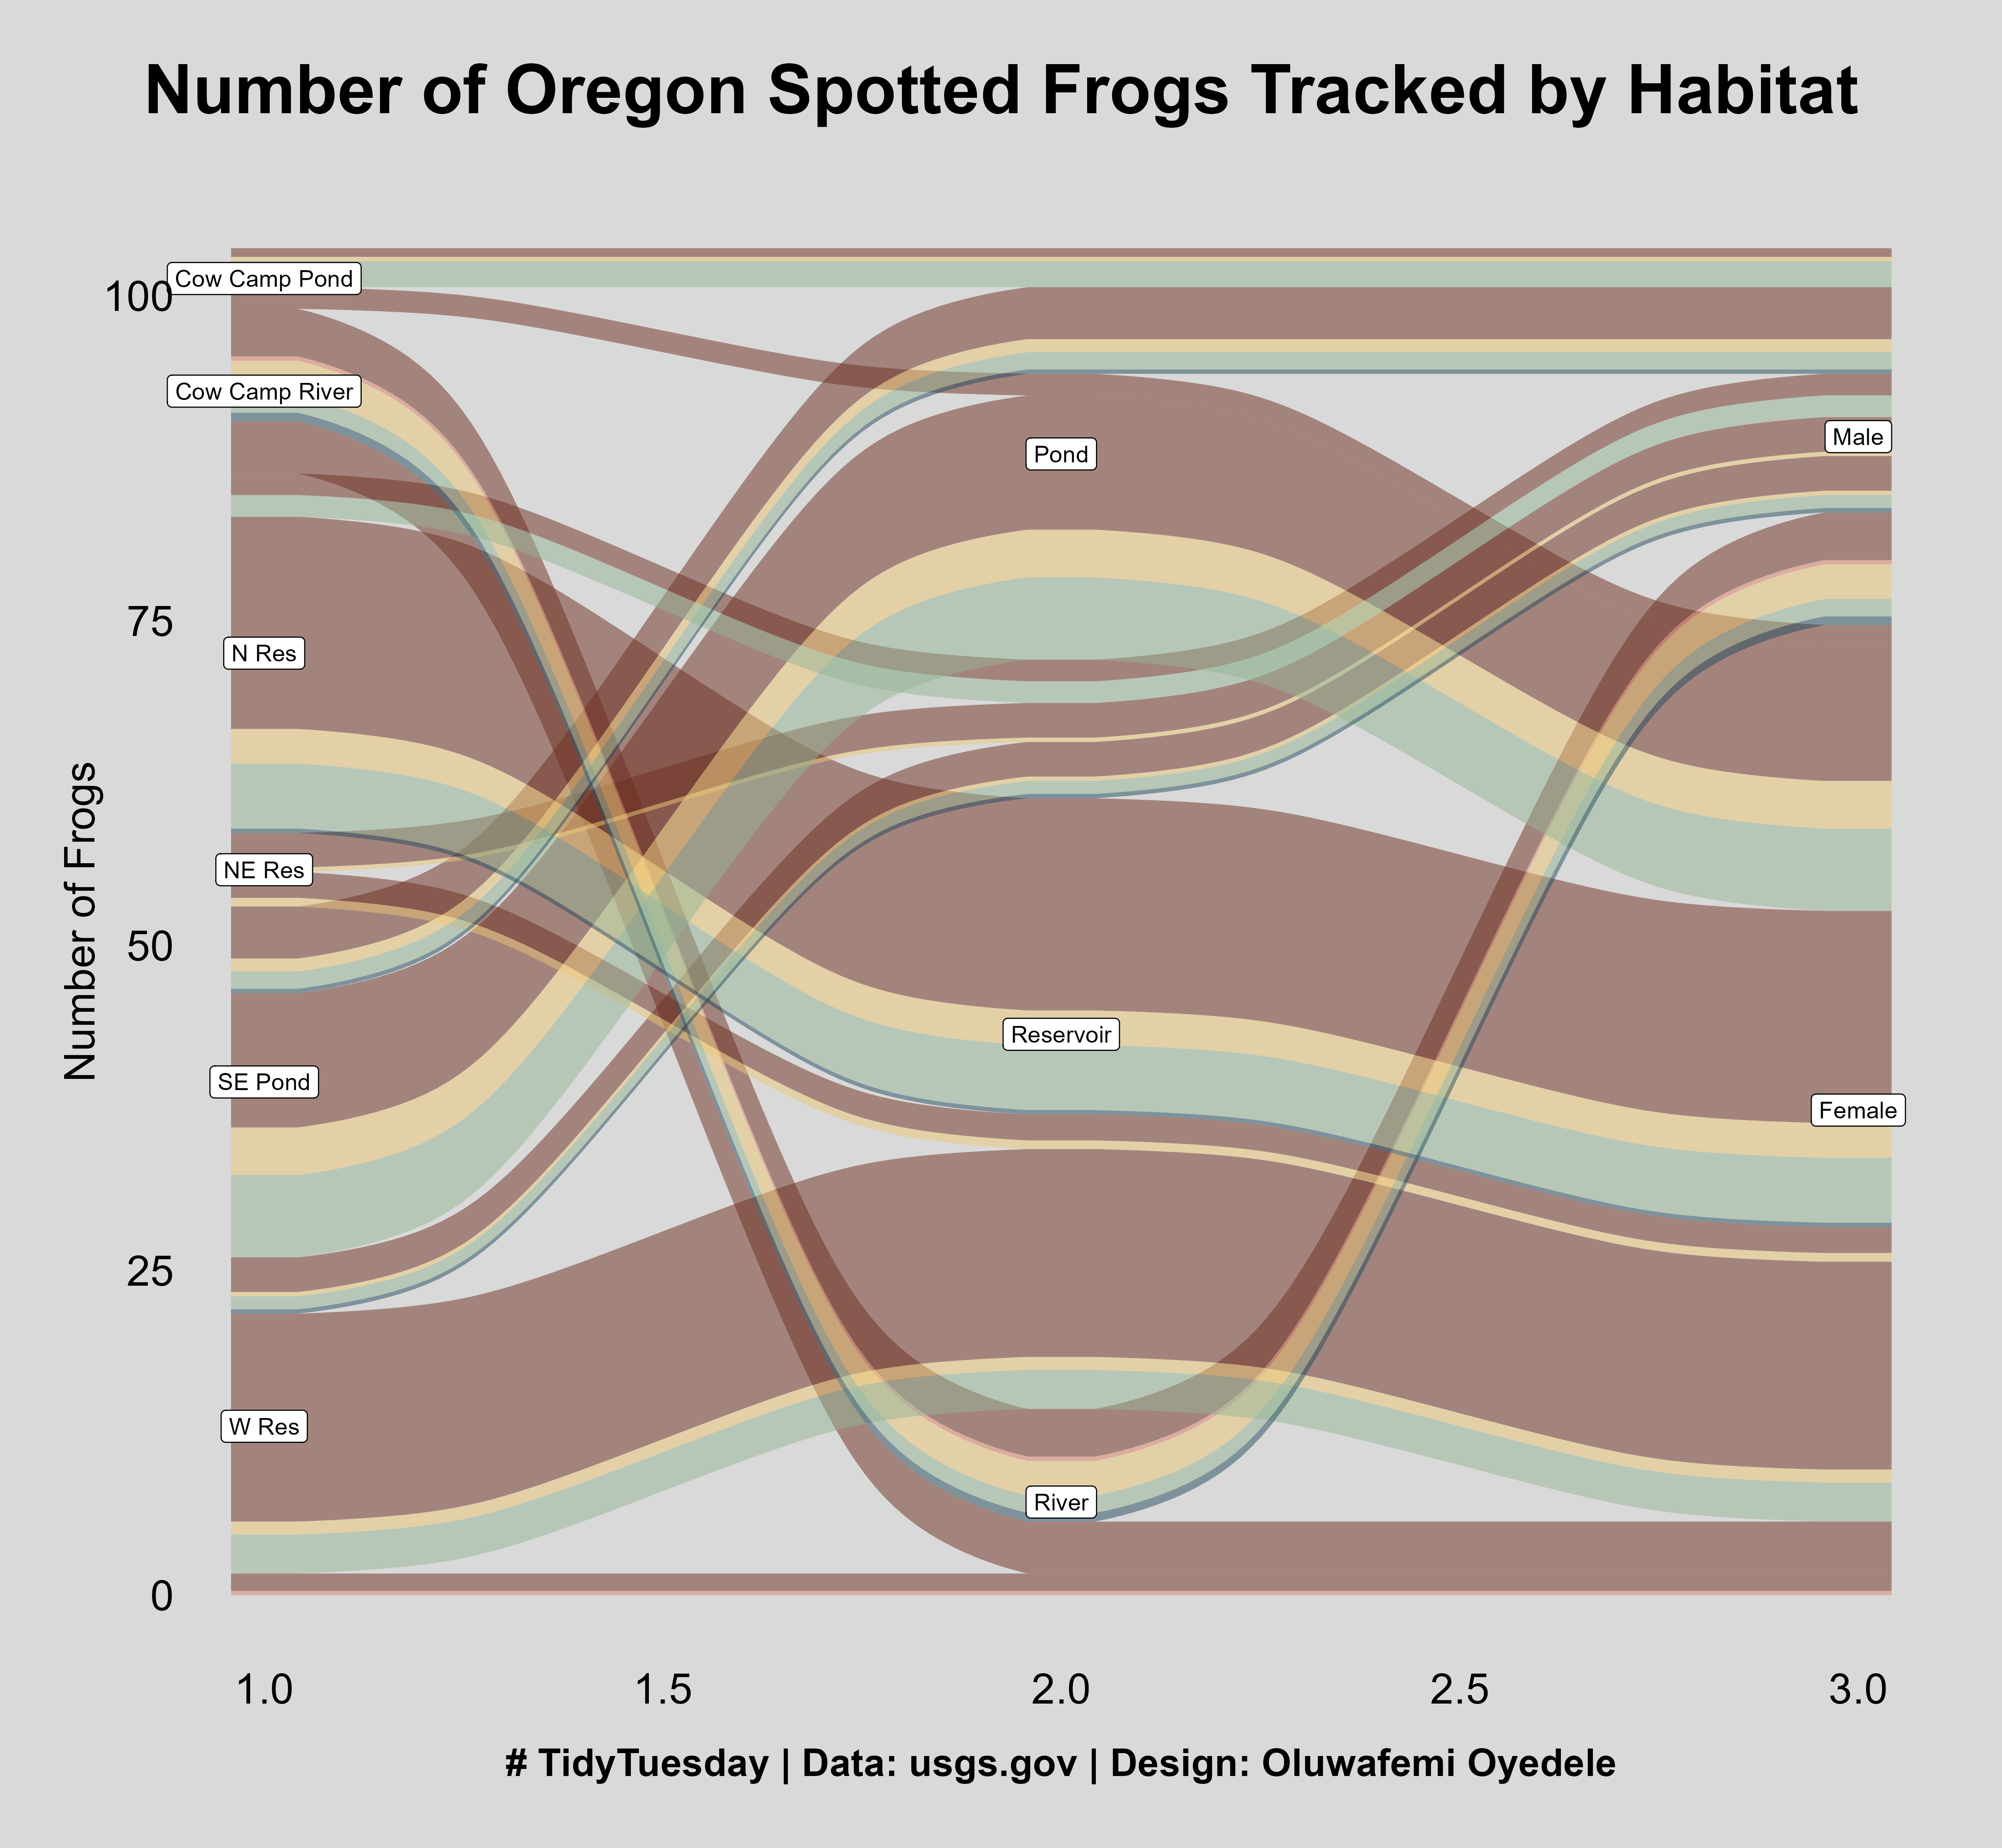 Number of Oregon Spotted Frogs Tracked by Habitat
Number of Frogs
100
75
50
25
0
Cow Camp Pond
Cow Camp River
N Res
NE Res
SE Pond
W Res
Pond
Reservoir
River
Male
Female
1.0 1.5 2.0 2.5 3.0
# TidyTuesday | Data: usgs.gov | Design: Oluwafemi Oyedele